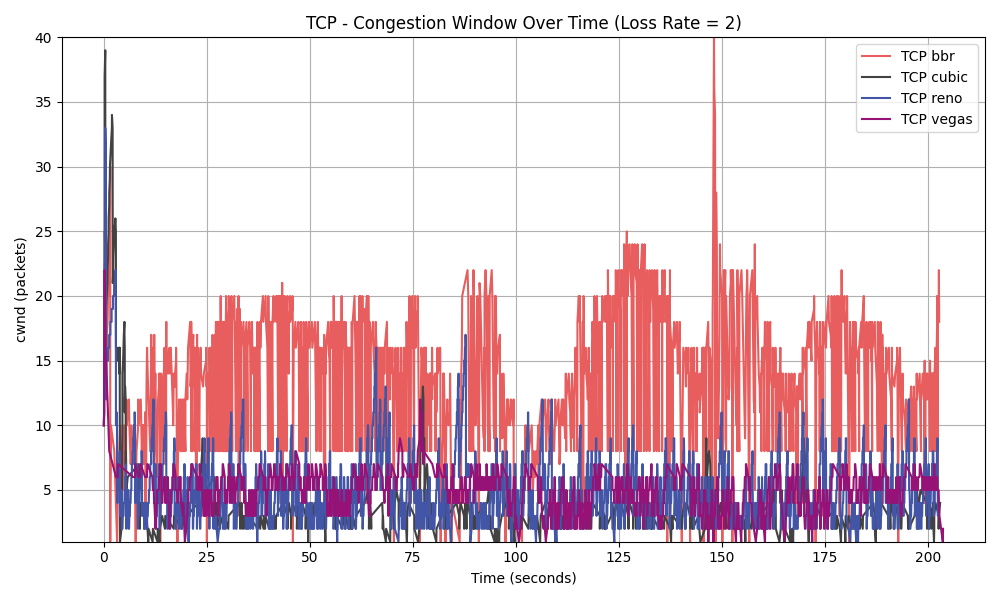 TCP - Congestion Window Over Time (Loss Rate = 2)
TCP bbr
TCP cubic
TCP reno
TCP vegas
cwnd (packets)
40
35
30
25
20
15
10
5
0
25
50
75
100
125
150
175
200
Time (seconds)